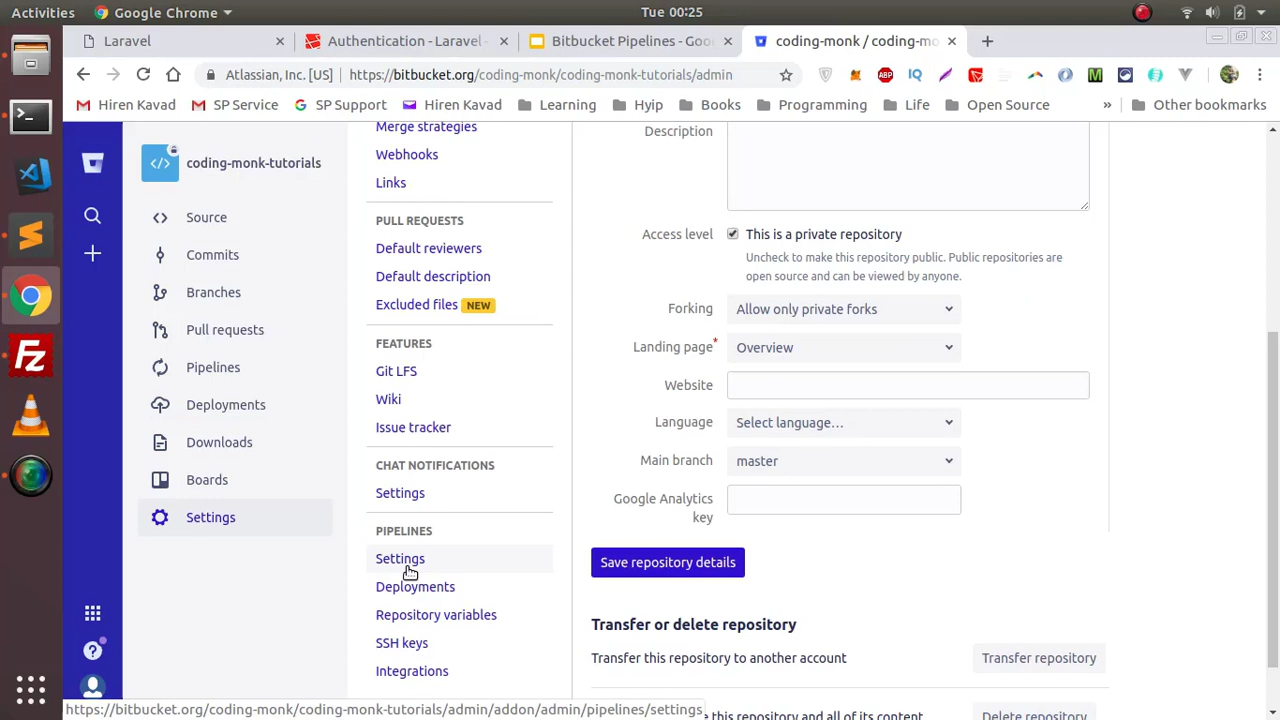 Activities
Google Chrome
Tue 00:25
Laravel
Authentication - Laravel
Bitbucket Pipelines - Goo
coding-monk / coding-mo
Atlassian, Inc. [US]
https://bitbucket.org/coding-monk/coding-monk-tutorials/admin
ABP
IQ
M
Hiren Kavad
SP Service
SP Support
Hiren Kavad
Learning
Hyip
Books
Programming
Life
Open Source
»
Other bookmarks
coding-monk-tutorials
Source
Commits
Branches
Pull requests
Pipelines
Deployments
Downloads
Boards
Settings
Merge strategies
Webhooks
Links
PULL REQUESTS
Default reviewers
Default description
Excluded files NEW
FEATURES
Git LFS
Wiki
Issue tracker
CHAT NOTIFICATIONS
Settings
PIPELINES
Settings
Deployments
Repository variables
SSH keys
Integrations
Description
Access level
This is a private repository
Uncheck to make this repository public. Public repositories are
open source and can be viewed by anyone.
Forking
Allow only private forks
Landing page*
Overview
Website
Language
Select language…
Main branch
master
Google Analytics
key
Save repository details
Transfer or delete repository
Transfer this repository to another account
Transfer repository
this repository and all of its content
Delete repository
https://bitbucket.org/coding-monk/coding-monk-tutorials/admin/addon/admin/pipelines/settings